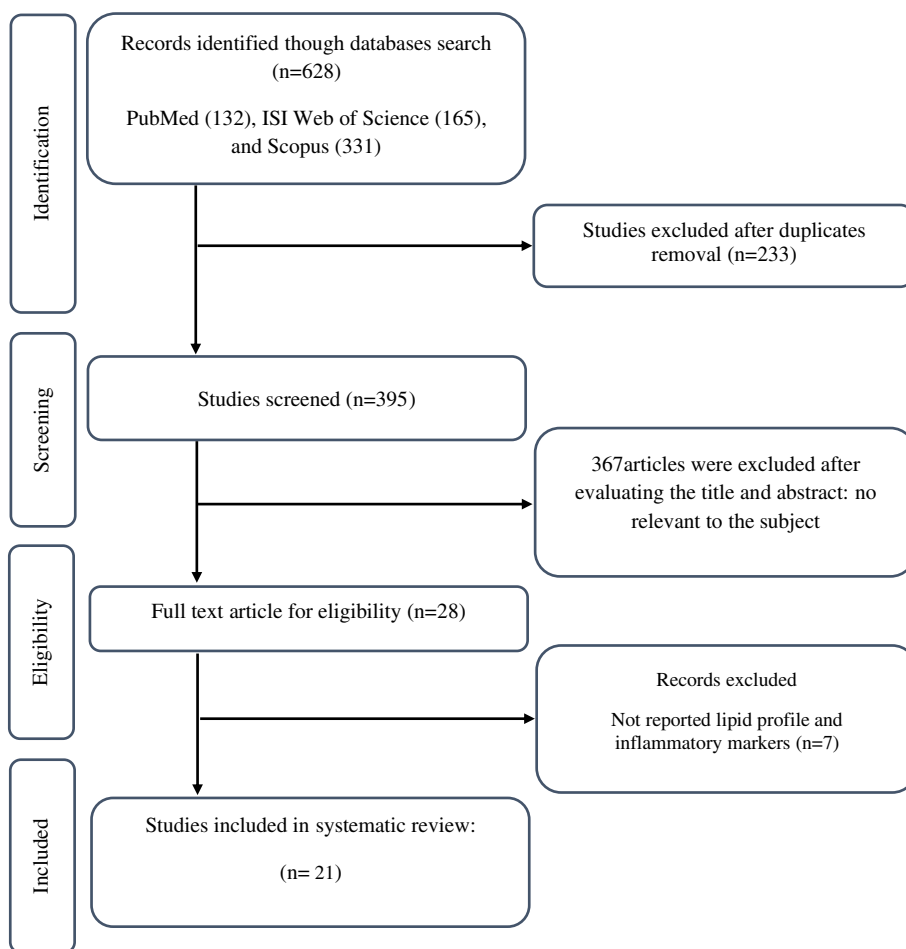 Identification
Records identified though databases search
(n=628)
PubMed (132), ISI Web of Science (165),
and Scopus (331)
Studies excluded after duplicates
removal (n=233)
Screening
Studies screened (n=395)
367articles were excluded after
evaluating the title and abstract: no
relevant to the subject
Eligibility
Full text article for eligibility (n=28)
Records excluded
Not reported lipid profile and
inflammatory markers (n=7)
Included
Studies included in systematic review:
(n= 21)